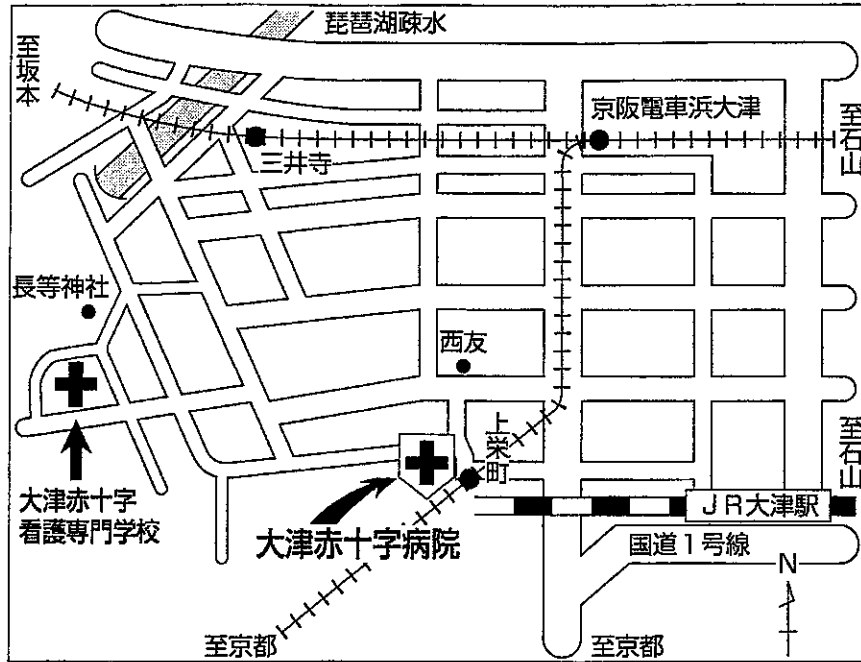 琵琶湖疏水
至坂本
京阪電車浜大津
至石山
三井寺
長等神社
西友
上栄町
至石山
大津赤十字
看護専門学校
大津赤十字病院
JR大津駅
国道1号線
N
至京都
至京都